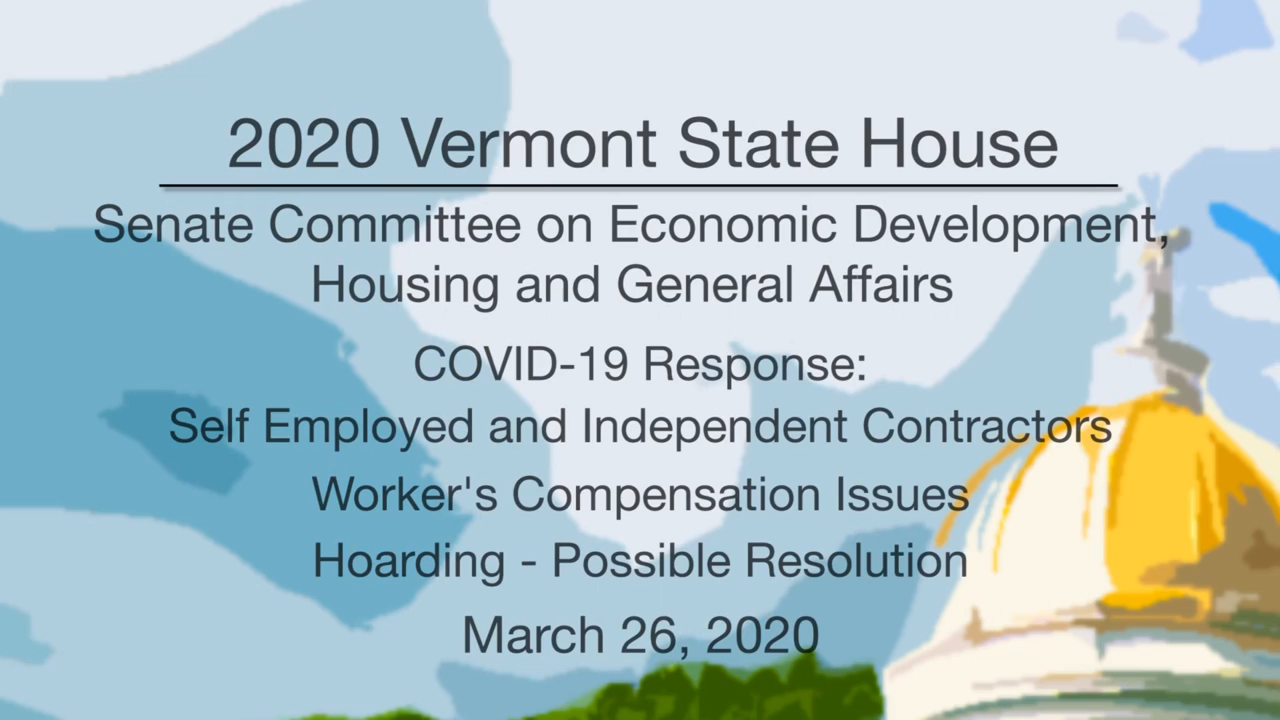 2020 Vermont State House
Senate Committee on Economic Development,
Housing and General Affairs
COVID-19 Response:
Self Employed and Independent Contractors
Worker's Compensation Issues
Hoarding - Possible Resolution
March 26, 2020